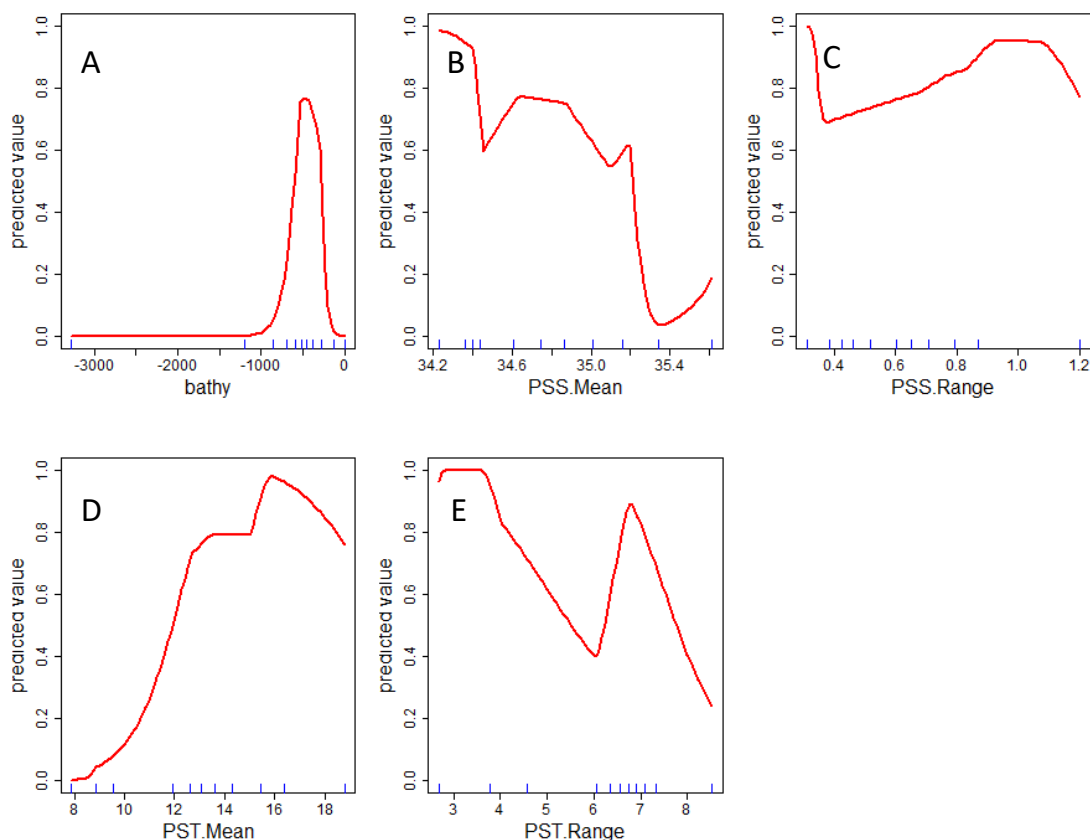 A
predicted value
0.0 0.2 0.4 0.6 0.8 1.0
-3000 -2000 -1000 0
bathy
B
predicted value
0.0 0.2 0.4 0.6 0.8 1.0
34.2 34.6 35.0 35.4
PSS.Mean
C
predicted value
0.0 0.2 0.4 0.6 0.8 1.0
0.4 0.6 0.8 1.0 1.2
PSS.Range
D
predicted value
0.0 0.2 0.4 0.6 0.8 1.0
8 10 12 14 16 18
PST.Mean
E
predicted value
0.0 0.2 0.4 0.6 0.8 1.0
3 4 5 6 7 8
PST.Range